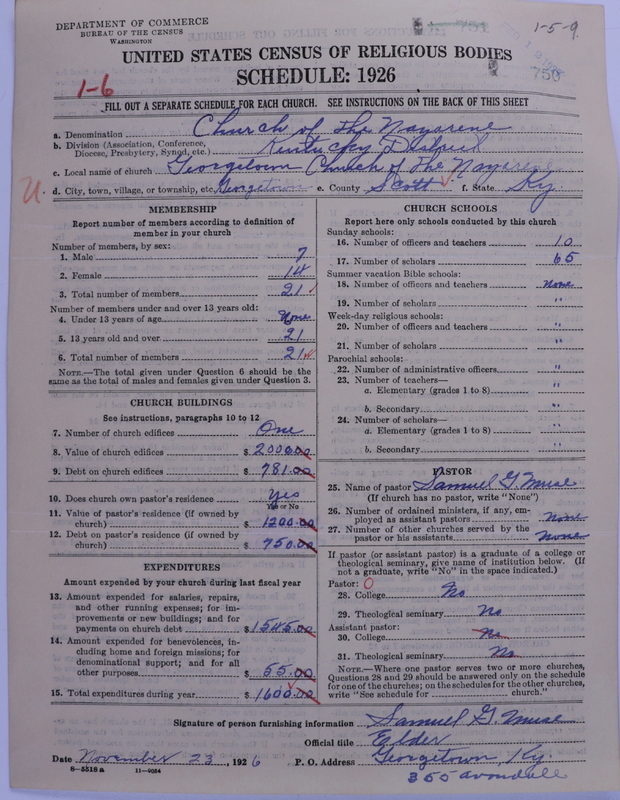 DEPARTMENT OF COMMERCE
BUREAU OF THE CENSUS
WASHINGTON
1-5-9
750
UNITED STATES CENSUS OF RELIGIOUS BODIES
SCHEDULE: 1926
1-6
FILL OUT A SEPARATE SCHEDULE FOR EACH CHURCH. SEE INSTRUCTIONS ON THE BACK OF THIS SHEET
a. Denomination Church of the Nazarene
b. Division (Association, Conference, Diocese, Presbytery, Synod, etc.) Kentucky District
c. Local name of church Georgetown Church of the Nazarene
U. d. City, town, village, or township, etc. Georgetown e. County Scott f. State Ky.
MEMBERSHIP
Report number of members according to definition of
member in your church
Number of members, by sex:
1. Male 7
2. Female 14
3. Total number of members 21
Number of members under and over 13 years old:
4. Under 13 years of age None
5. 13 years old and over 21
6. Total number of members 21
NOTE.—The total given under Question 6 should be
same as the total of males and females given under Question 3.
CHURCH BUILDINGS
See instructions, paragraphs 10 to 12
7. Number of church edifices One
8. Value of church edifices $ 2000.00
9. Debt on church edifices $ 781.00
10. Does church own pastor's residence Yes
Yes or No
11. Value of pastor's residence (if owned by
church) $ 1200.00
12. Debt on pastor's residence (if owned by
church) $ 750.00
EXPENDITURES
Amount expended by your church during last fiscal year
13. Amount expended for salaries, repairs,
and other running expenses; for im-
provements or new buildings; and for
payments on church debt $ 1545.00
14. Amount expended for benevolences, in-
cluding home and foreign missions; for
denominational support; and for all
other purposes $ 55.00
15. Total expenditures during year $ 1600.00
CHURCH SCHOOLS
Report here only schools conducted by this church
Sunday schools:
16. Number of officers and teachers 10
17. Number of scholars 65
Summer vacation Bible schools:
18. Number of officers and teachers None
19. Number of scholars "
Week-day religious schools:
20. Number of officers and teachers "
21. Number of scholars "
Parochial schools:
22. Number of administrative officers "
23. Number of teachers—
a. Elementary (grades 1 to 8) "
b. Secondary "
24. Number of scholars—
a. Elementary (grades 1 to 8) "
b. Secondary "
PASTOR
25. Name of pastor Samuel G Muse
(If church has no pastor, write "None")
26. Number of ordained ministers, if any, em-
ployed as assistant pastors None
27. Number of other churches served by the
pastor or his assistants None
If pastor (or assistant pastor) is a graduate of a college or
theological seminary, give name of institution below. (If
not a graduate, write "No" in the space indicated.)
Pastor: 0
28. College No
29. Theological seminary No
Assistant pastor:
30. College No
31. Theological seminary No
NOTE.—Where one pastor serves two or more churches,
Questions 28 and 29 should be answered only on the schedule
for one of the churches; on the schedules for the other churches,
write "See schedule for church."
Signature of person furnishing information Samuel G. Muse
Official title Elder
Date November 23, 1926 P. O. Address Georgetown Ky.
8-5518 a 11-9054
355 Avondale